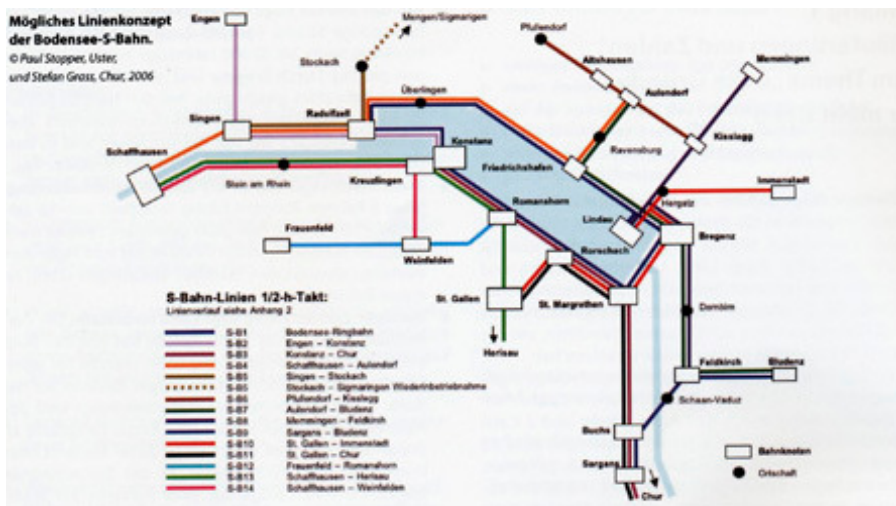 Mögliches Linienkonzept
der Bodensee-S-Bahn.
© Paul Stopper, Uster,
und Stefan Grass, Chur, 2006
Engen
Mengen/Sigmarigen
Stockach
Pfullendorf
Altshausen
Memmingen
Überlingen
Aulendorf
Singen
Radolfzell
Kisslegg
Schaffhausen
Konstanz
Ravensburg
Friedrichshafen
Stein am Rhein
Kreuzlingen
Immenstadt
Hergatz
Romanshorn
Lindau
Bregenz
Frauenfeld
Rorschach
Weinfelden
St. Gallen
St. Margrethen
Dornbirn
Herisau
Feldkirch
Bludenz
Schaan-Vaduz
Buchs
Sargans
Chur
Bahnknoten
Ortschaft
S-Bahn-Linien 1/2-h-Takt:
Linienverlauf siehe Anhang 2
S-B1 Bodensee-Ringbahn
S-B2 Engen – Konstanz
S-B3 Konstanz – Chur
S-B4 Schaffhausen – Aulendorf
S-B5 Singen – Stockach
Stockach – Sigmaringen Wiederinbetriebnahme
S-B6 Pfullendorf – Kisslegg
S-B7 Aulendorf – Bludenz
S-B8 Memmingen – Feldkirch
S-B9 Sargans – Bludenz
S-B10 St. Gallen – Immenstadt
S-B11 St. Gallen – Chur
S-B12 Frauenfeld – Romanshorn
S-B13 Schaffhausen – Herisau
S-B14 Schaffhausen – Weinfelden